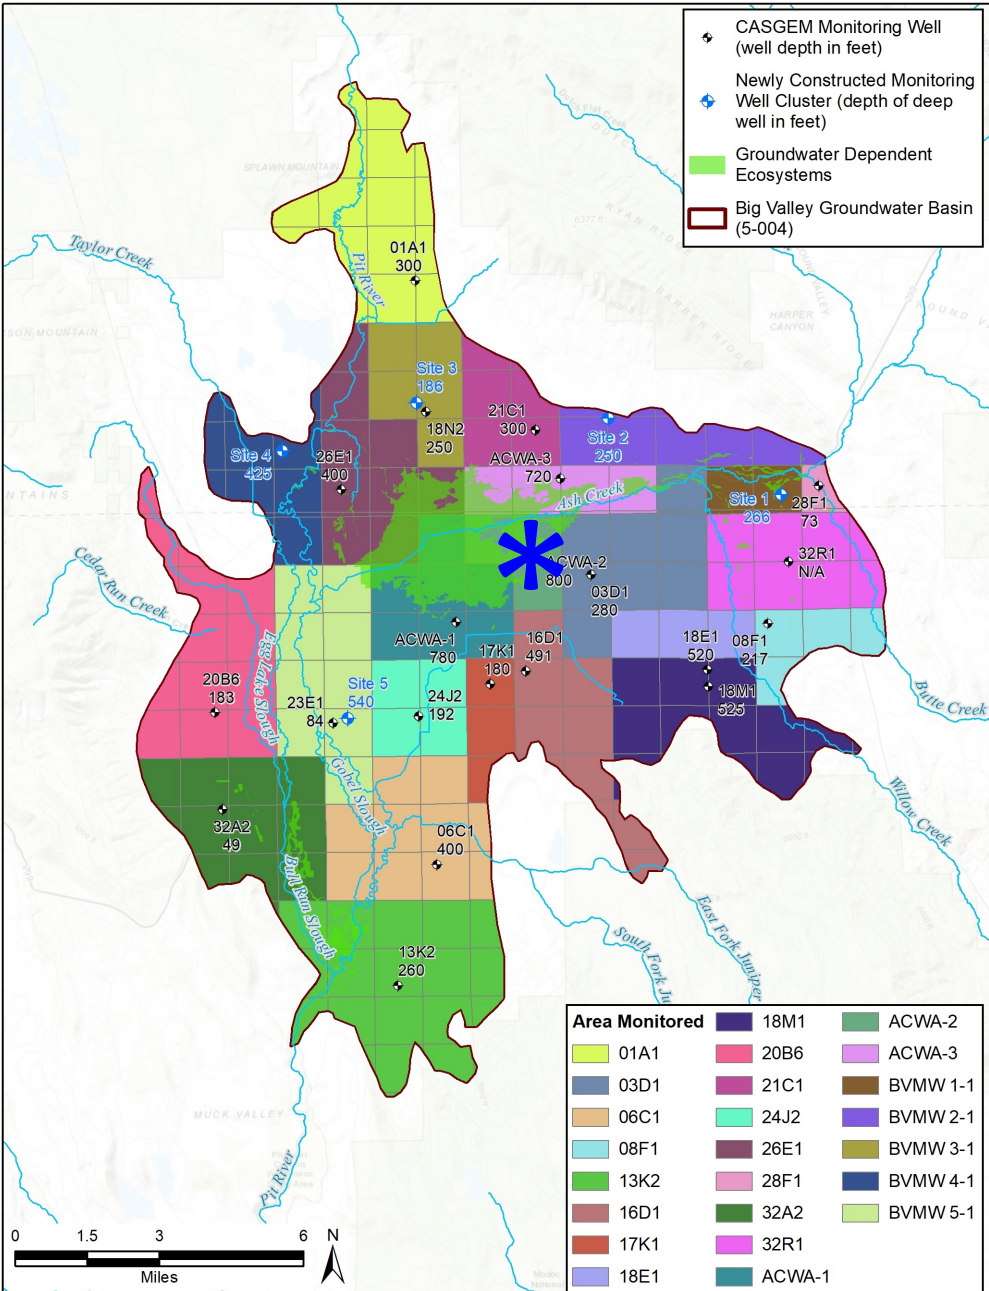 CASGEM Monitoring Well
(well depth in feet)
Newly Constructed Monitoring
Well Cluster (depth of deep
well in feet)
Groundwater Dependent
Ecosystems
Big Valley Groundwater Basin
(5-004)
SPLAWN MOUNTAIN
6377 ft
HARPER
CANYON
Taylor Creek
01A1
300
Pit River
Site 3
186
18N2
250
21C1
300
Site 2
250
Site 4
425
26E1
400
ACWA-3
720
Ash Creek
Site 1
266
28F1
73
ACWA-2
800
03D1
280
32R1
N/A
Cedar Run Creek
ACWA-1
780
17K1
180
16D1
491
18E1
520
08F1
217
18M1
525
Butte Creek
20B6
183
Egg Lake Slough
23E1
84
Site 5
540
24J2
192
Gobel Slough
Willow Creek
32A2
49
06C1
400
Bull Run Slough
East Fork Juniper
South Fork Ju
13K2
260
MUCK VALLEY
Pit River
0 1.5 3 6
Miles
N
Area Monitored
01A1
03D1
06C1
08F1
13K2
16D1
17K1
18E1
18M1
20B6
21C1
24J2
26E1
28F1
32A2
32R1
ACWA-1
ACWA-2
ACWA-3
BVMW 1-1
BVMW 2-1
BVMW 3-1
BVMW 4-1
BVMW 5-1